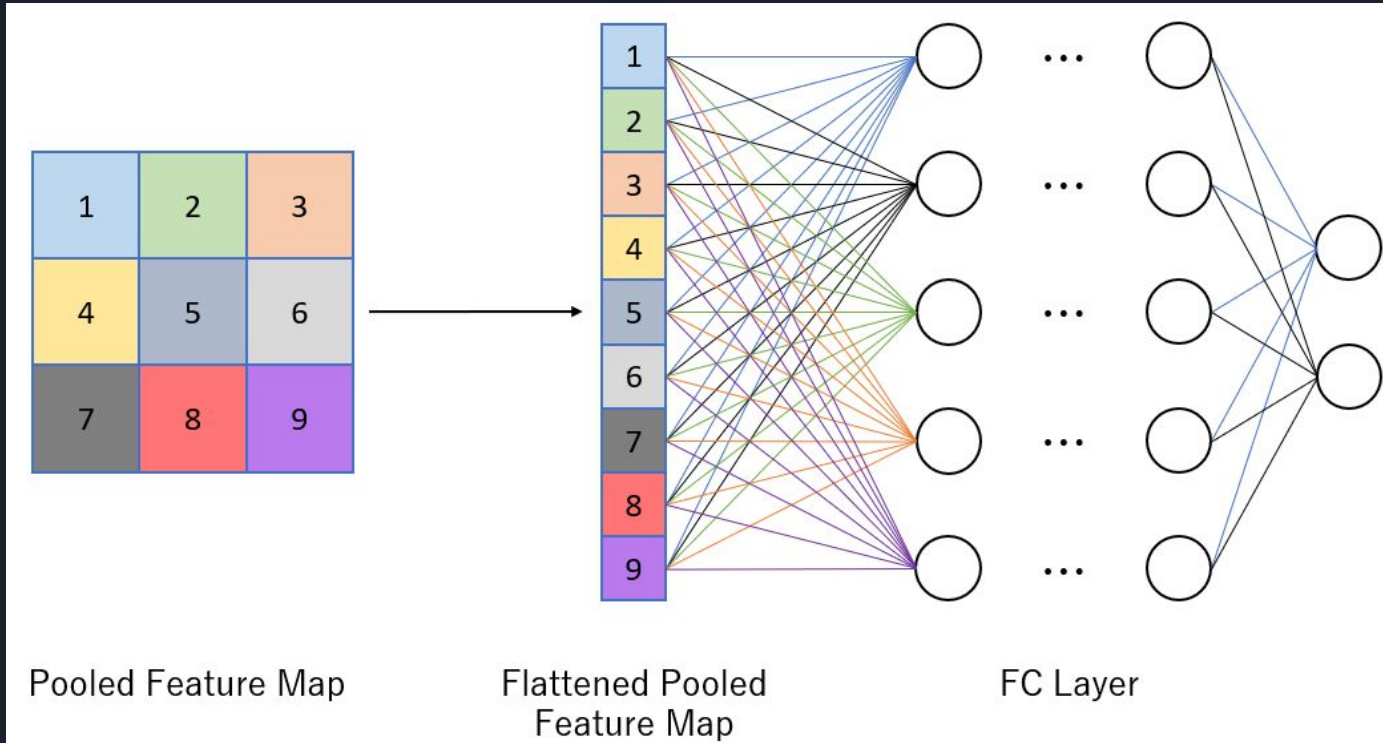 1 2 3
4 5 6
7 8 9
1
2
3
4
5
6
7
8
9
...
...
...
...
...
Pooled Feature Map
Flattened Pooled
Feature Map
FC Layer